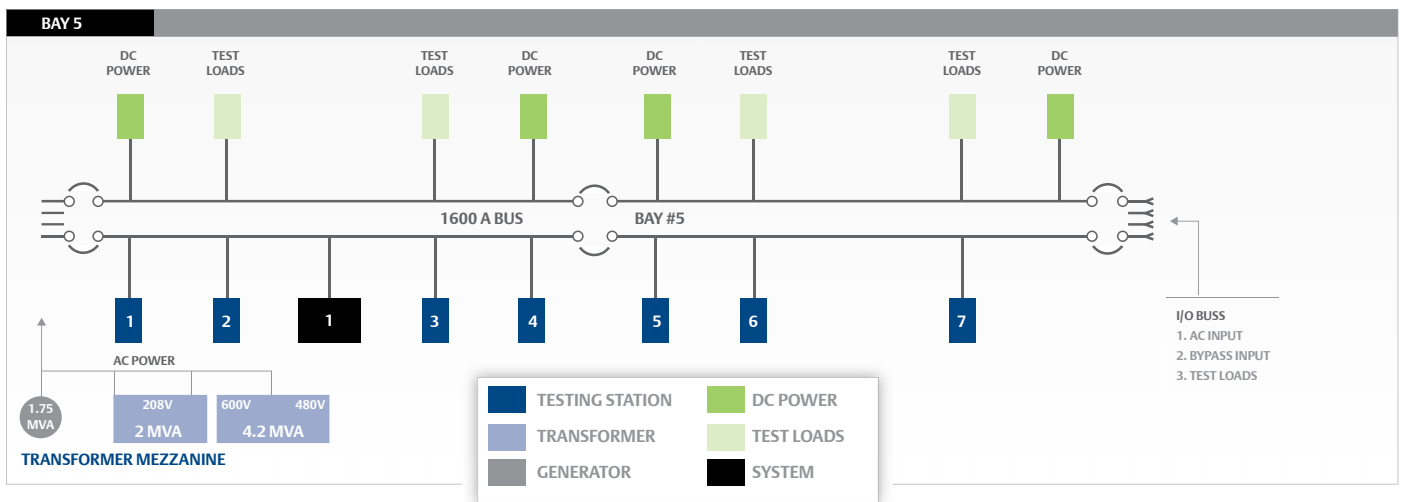 BAY 5
DC
POWER
TEST
LOADS
TEST
LOADS
DC
POWER
DC
POWER
TEST
LOADS
TEST
LOADS
DC
POWER
1600 A BUS
BAY #5
1
2
1
3
4
5
6
7
I/O BUSS
1. AC INPUT
2. BYPASS INPUT
3. TEST LOADS
AC POWER
1.75
MVA
208V
2 MVA
600V 480V
4.2 MVA
TRANSFORMER MEZZANINE
TESTING STATION
TRANSFORMER
GENERATOR
DC POWER
TEST LOADS
SYSTEM